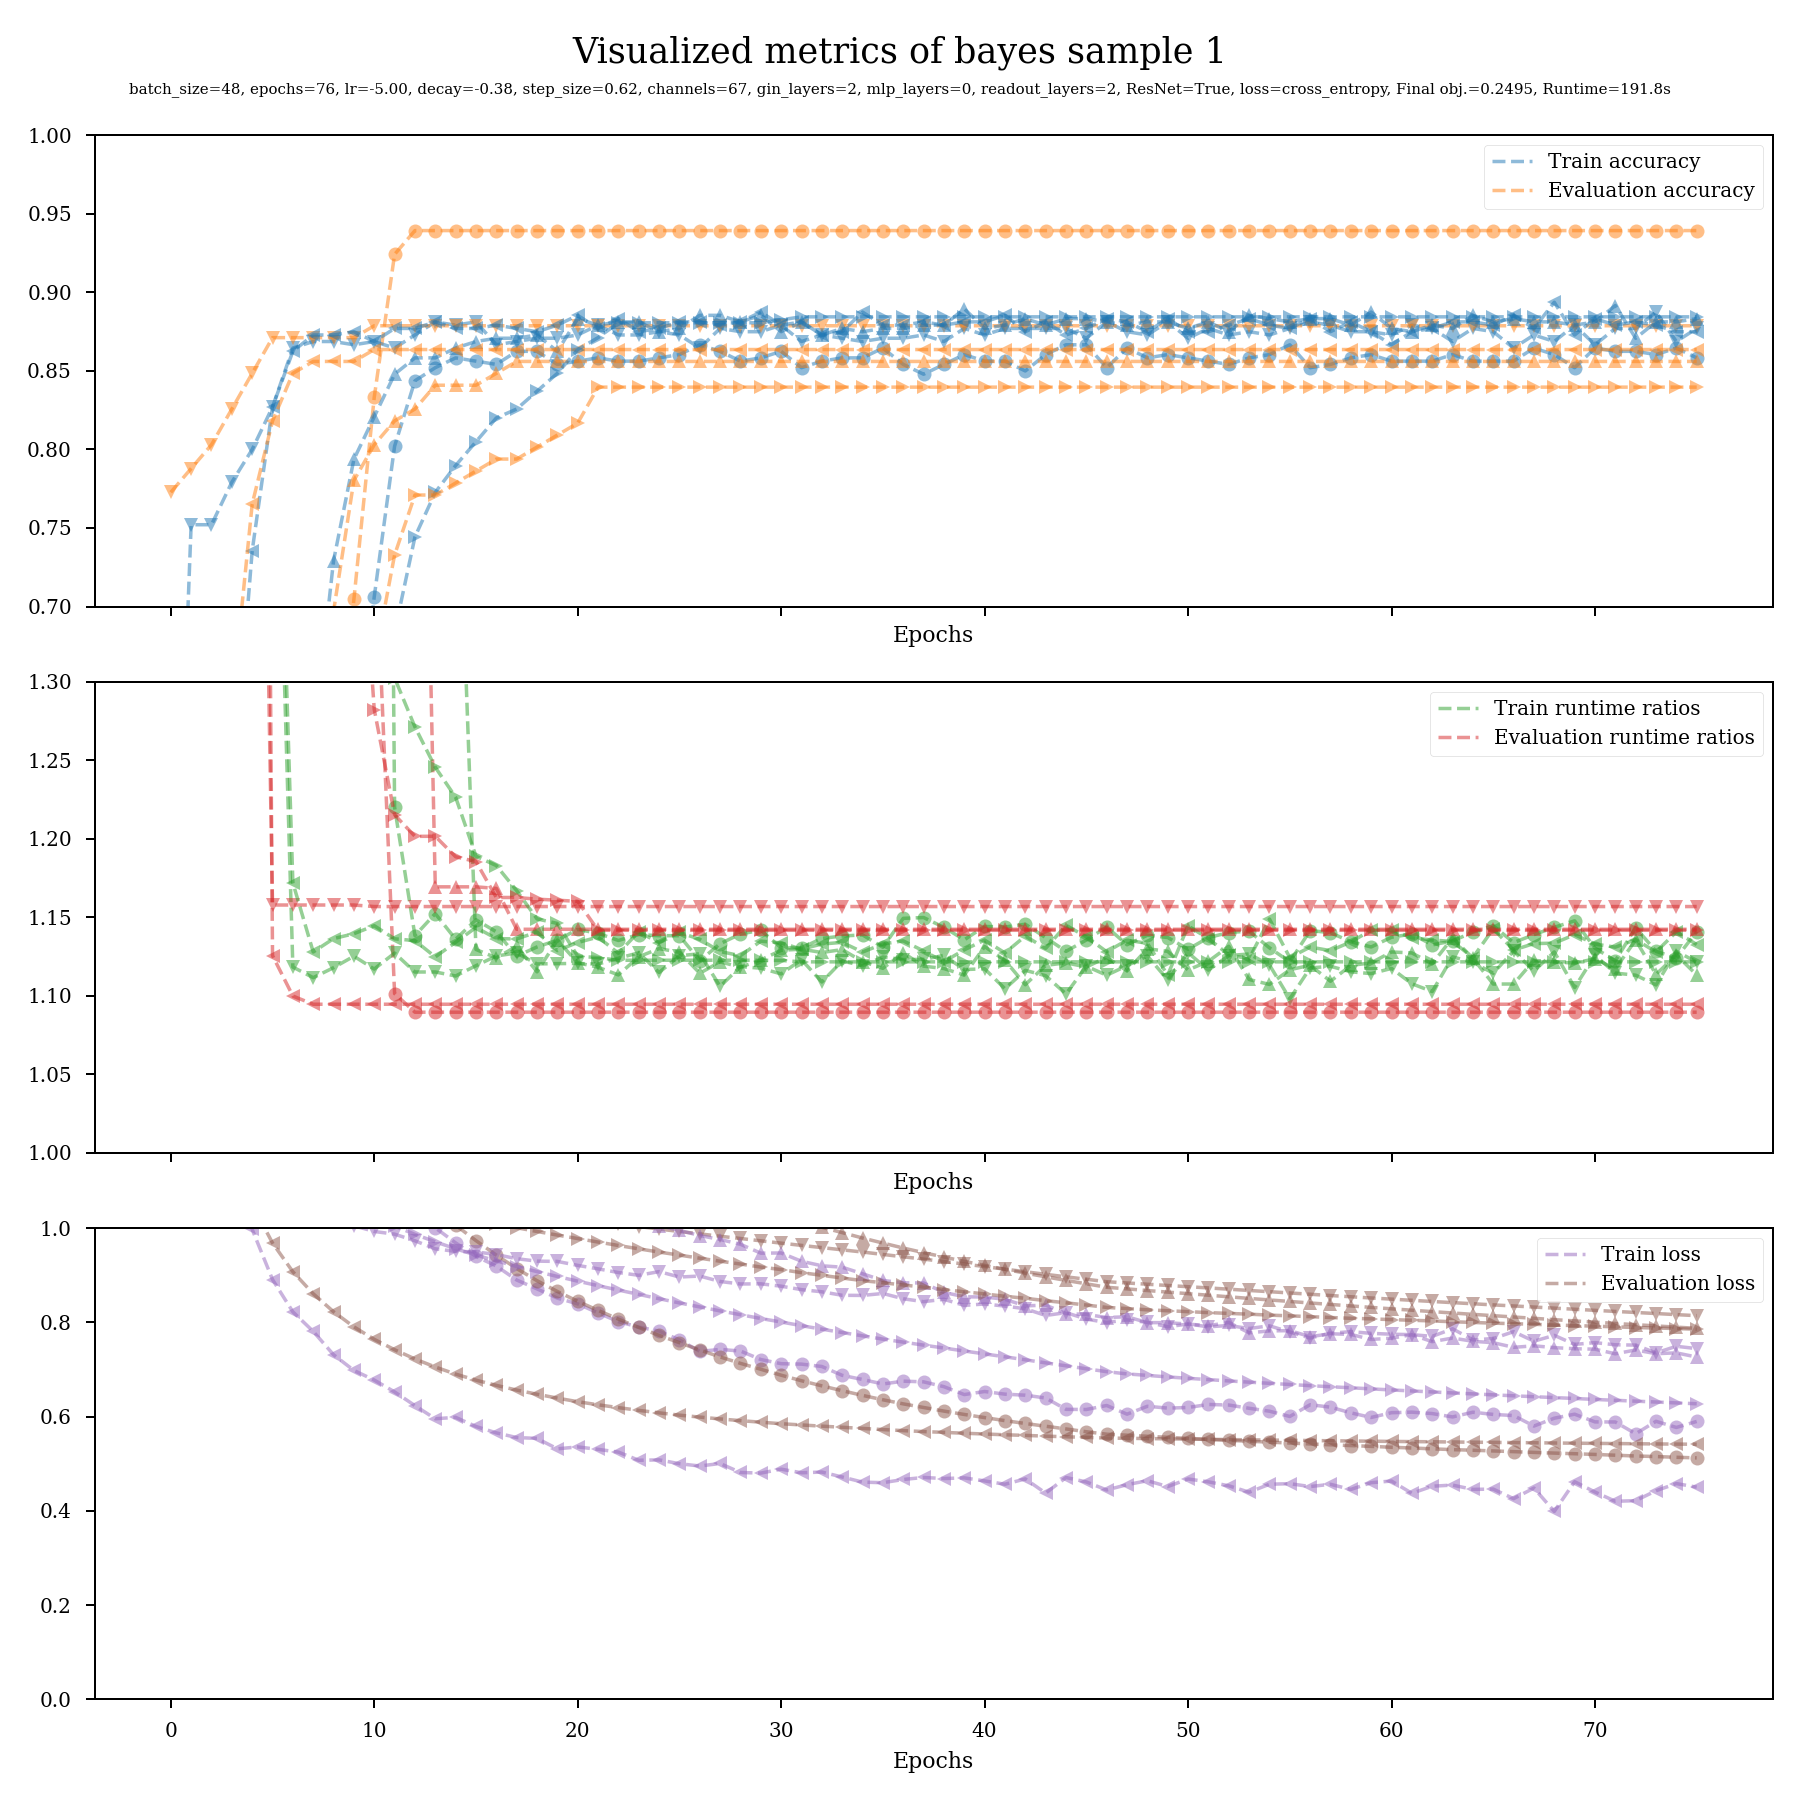 Visualized metrics of bayes sample 1
batch_size=48, epochs=76, lr=-5.00, decay=-0.38, step_size=0.62, channels=67, gin_layers=2, mlp_layers=0, readout_layers=2, ResNet=True, loss=cross_entropy, Final obj.=0.2495, Runtime=191.8s
1.00
0.95
0.90
0.85
0.80
0.75
0.70
Train accuracy
Evaluation accuracy
Epochs
1.30
1.25
1.20
1.15
1.10
1.05
1.00
Train runtime ratios
Evaluation runtime ratios
Epochs
1.0
0.8
0.6
0.4
0.2
0.0
Train loss
Evaluation loss
0 10 20 30 40 50 60 70
Epochs